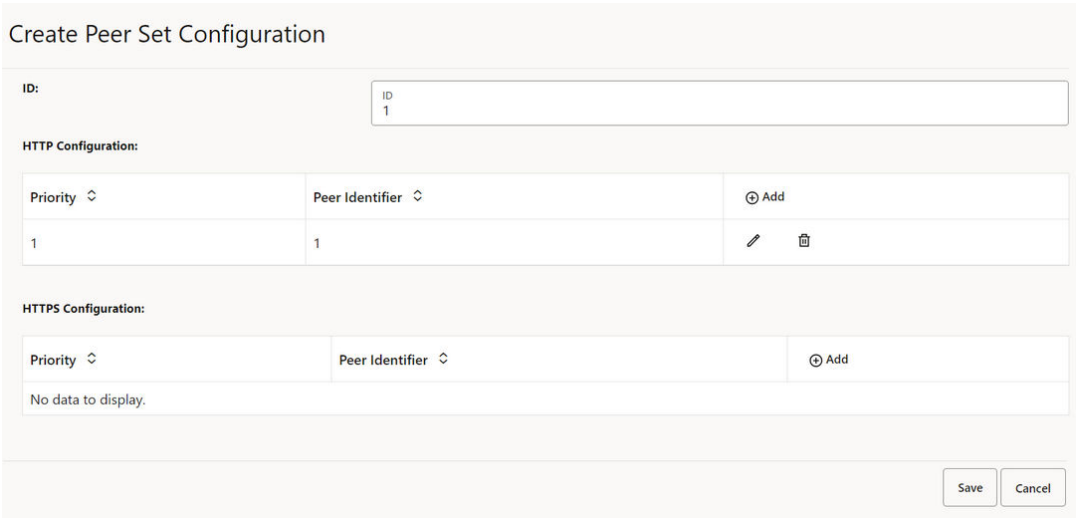 Create Peer Set Configuration
ID:
ID
1
HTTP Configuration:
Priority Peer Identifier Add
1 1
HTTPS Configuration:
Priority Peer Identifier Add
No data to display.
Save Cancel